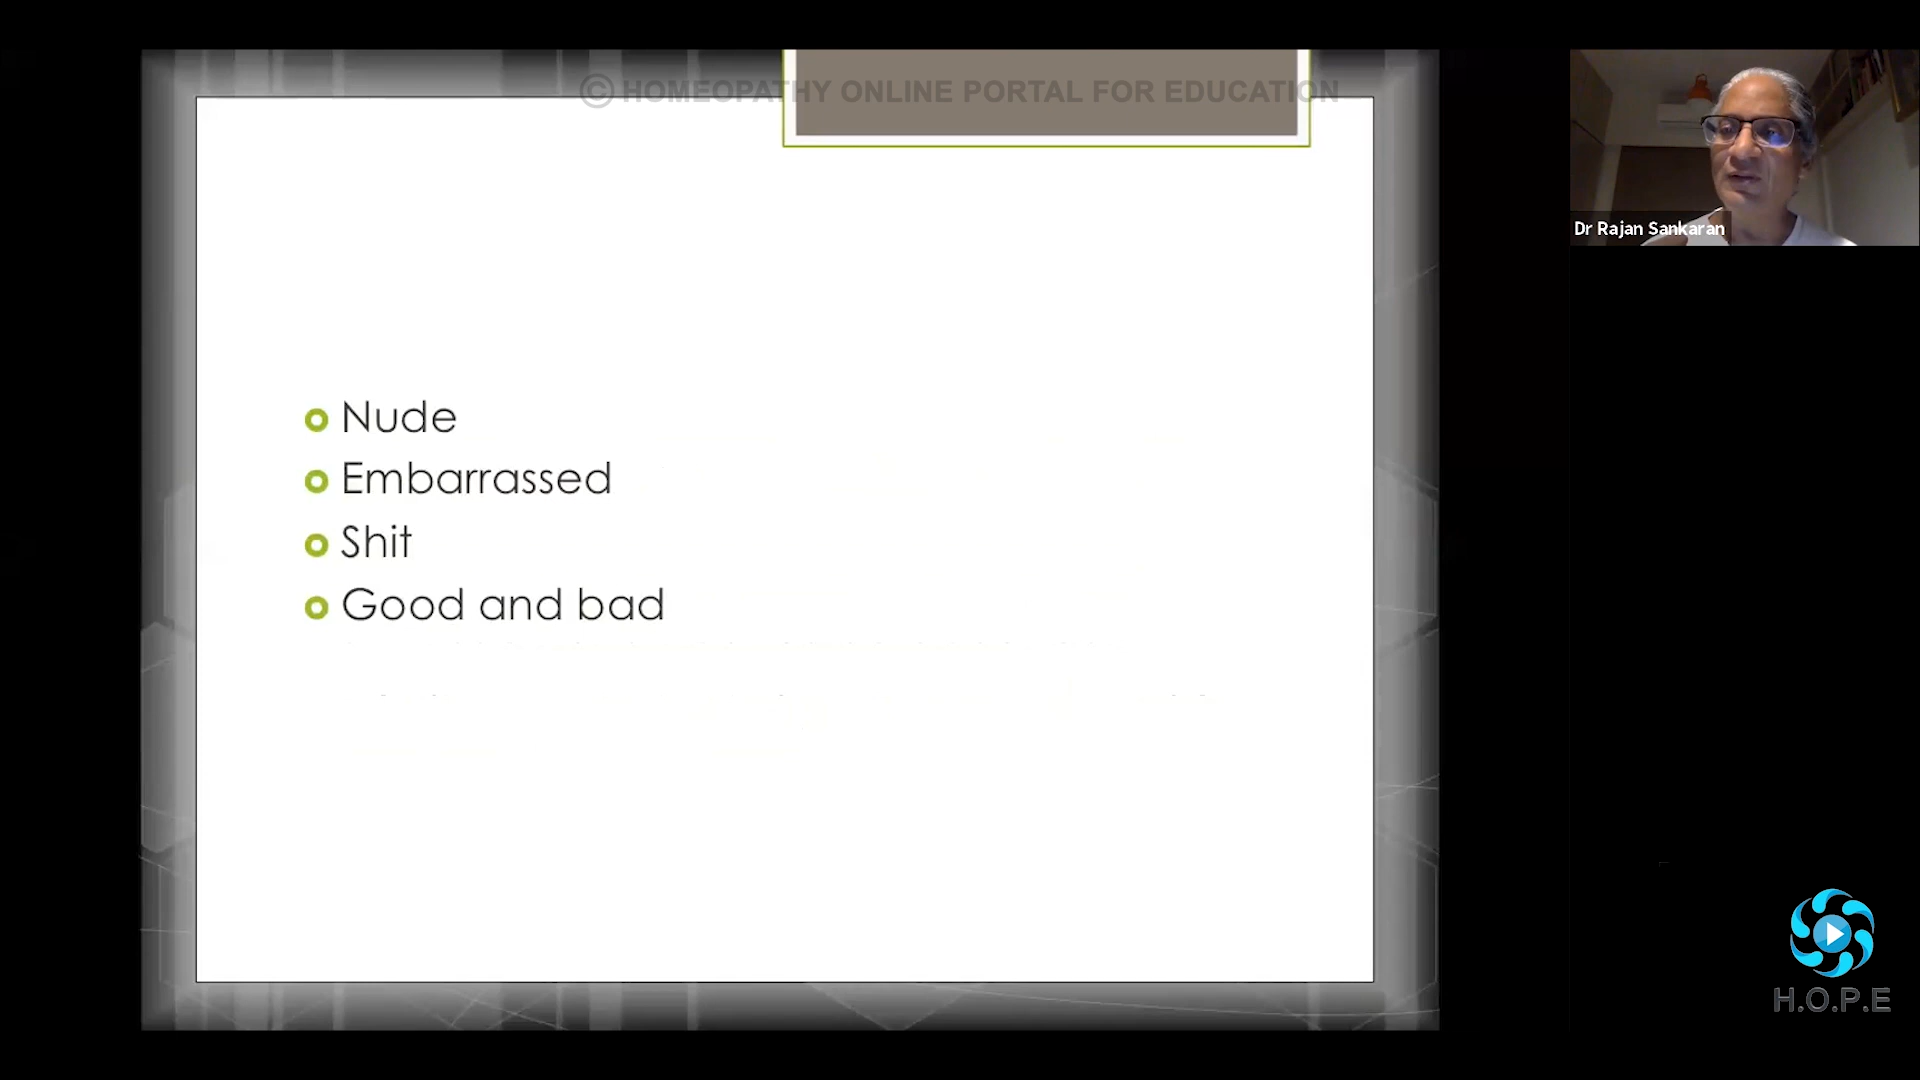 © HOMEOPATHY ONLINE PORTAL FOR EDUCATION
Dr Rajan Sankaran
Nude
Embarrassed
Shit
Good and bad
H.O.P.E